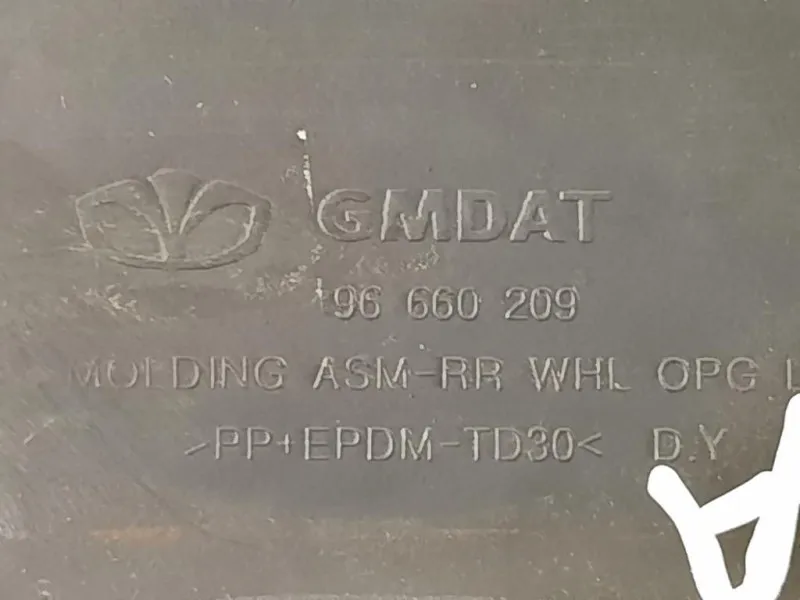 GMDAT
96 660 209
MOLDING ASM-RR WHL OPG L
>PP+EPDM-TD30< D.Y